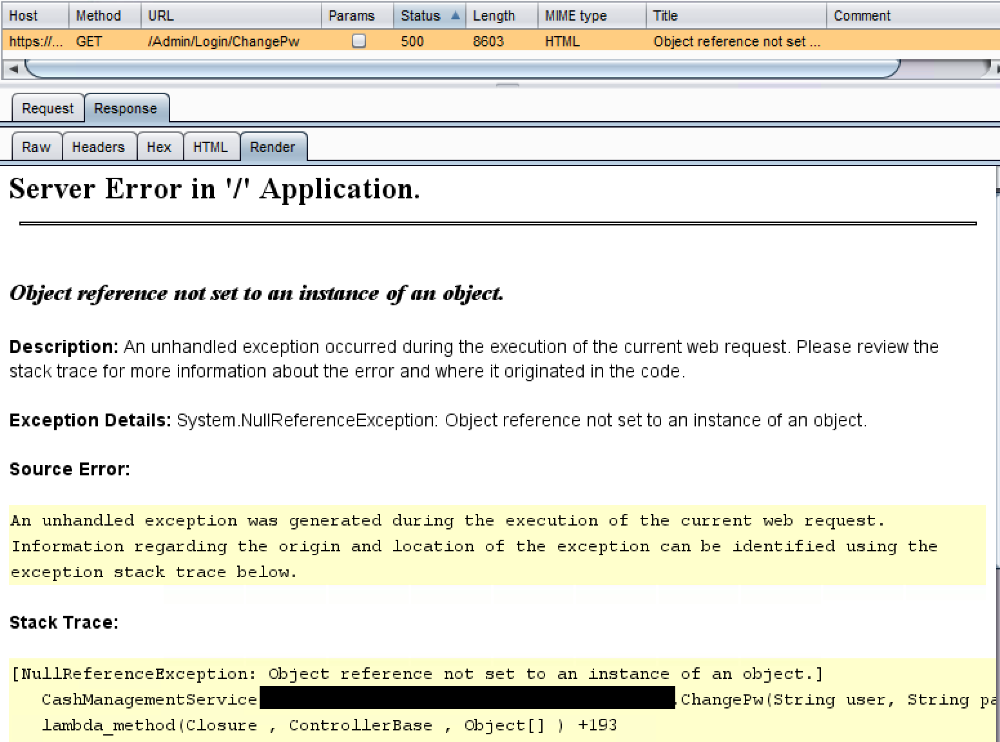 Host Method URL Params Status Length MIME type Title Comment
https://... GET /Admin/Login/ChangePw 500 8603 HTML Object reference not set ...
Request Response
Raw Headers Hex HTML Render
Server Error in '/' Application.
Object reference not set to an instance of an object.
Description: An unhandled exception occurred during the execution of the current web request. Please review the
stack trace for more information about the error and where it originated in the code.
Exception Details: System.NullReferenceException: Object reference not set to an instance of an object.
Source Error:
An unhandled exception was generated during the execution of the current web request.
Information regarding the origin and location of the exception can be identified using the
exception stack trace below.
Stack Trace:
[NullReferenceException: Object reference not set to an instance of an object.]
CashManagementService .ChangePw(String user, String pa
lambda_method(Closure , ControllerBase , Object[] ) +193